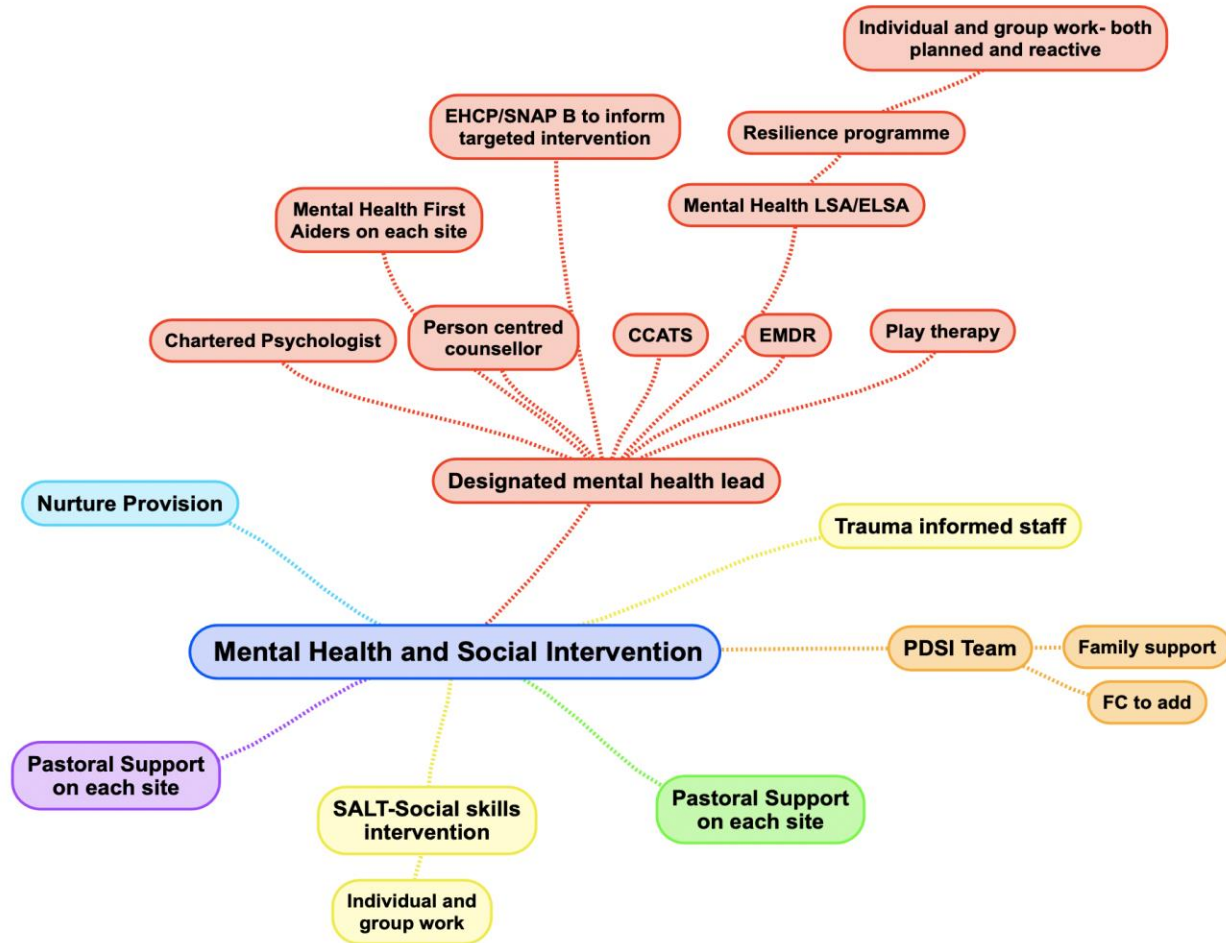 Individual and group work- both
planned and reactive
EHCP/SNAP B to inform
targeted intervention
Resilience programme
Mental Health LSA/ELSA
Mental Health First
Aiders on each site
Chartered Psychologist
Person centred
counsellor
CCATS
EMDR
Play therapy
Designated mental health lead
Nurture Provision
Trauma informed staff
Mental Health and Social Intervention
PDSI Team
Family support
FC to add
Pastoral Support
on each site
SALT-Social skills
intervention
Pastoral Support
on each site
Individual and
group work